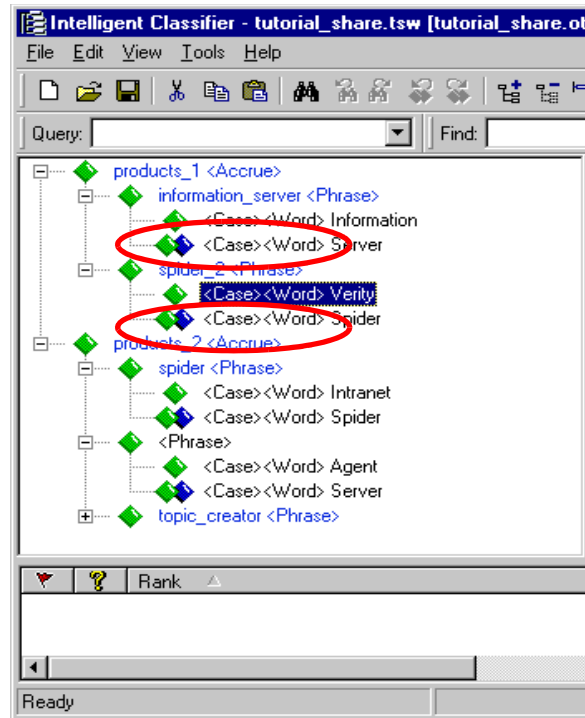 Intelligent Classifier - tutorial_share.tsw [tutorial_share.ot
File Edit View Tools Help
Query: Find:
products_1 <Accrue>
information_server <Phrase>
<Case><Word> Information
<Case><Word> Server
spider_2 <Phrase>
<Case><Word> Verity
<Case><Word> Spider
products_2 <Accrue>
spider <Phrase>
<Case><Word> Intranet
<Case><Word> Spider
<Phrase>
<Case><Word> Agent
<Case><Word> Server
topic_creator <Phrase>
Rank
Ready